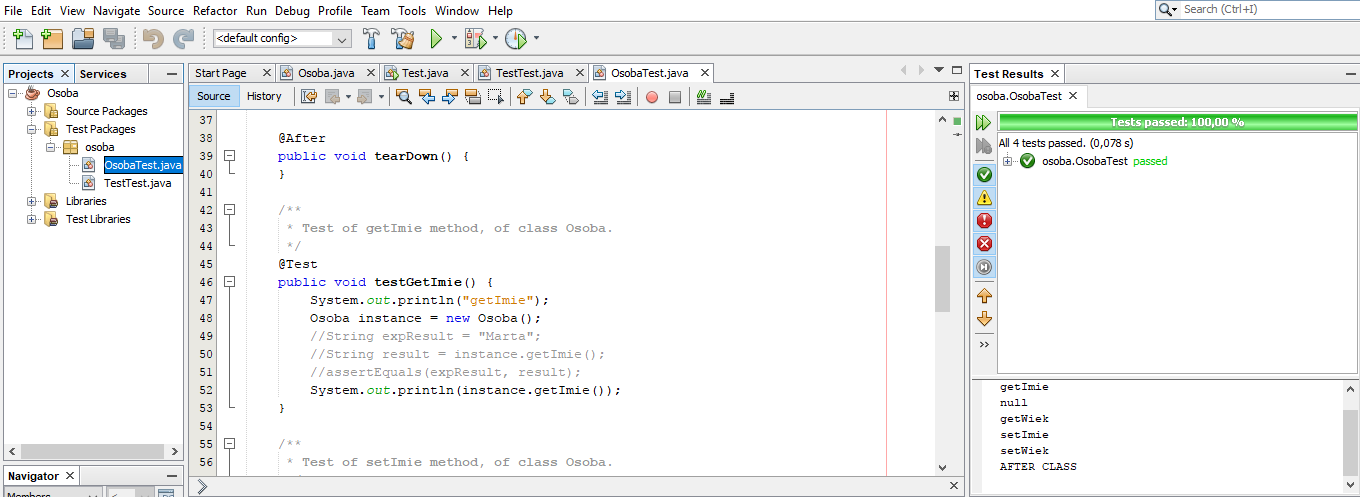 File Edit View Navigate Source Refactor Run Debug Profile Team Tools Window Help
Search (Ctrl+I)
<default config>
Projects Services
Osoba
Source Packages
Test Packages
osoba
OsobaTest.java
TestTest.java
Libraries
Test Libraries
Navigator
Start Page Osoba.java Test.java TestTest.java OsobaTest.java
Source History
37
38 @After
39 public void tearDown() {
40 }
41
42 /**
43 * Test of getImie method, of class Osoba.
44 */
45 @Test
46 public void testGetImie() {
47 System.out.println("getImie");
48 Osoba instance = new Osoba();
49 //String expResult = "Marta";
50 //String result = instance.getImie();
51 //assertEquals(expResult, result);
52 System.out.println(instance.getImie());
53 }
54
55 /**
56 * Test of setImie method, of class Osoba.
Test Results
osoba.OsobaTest
Tests passed: 100,00 %
All 4 tests passed. (0,078 s)
osoba.OsobaTest passed
getImie
null
getWiek
setImie
setWiek
AFTER CLASS